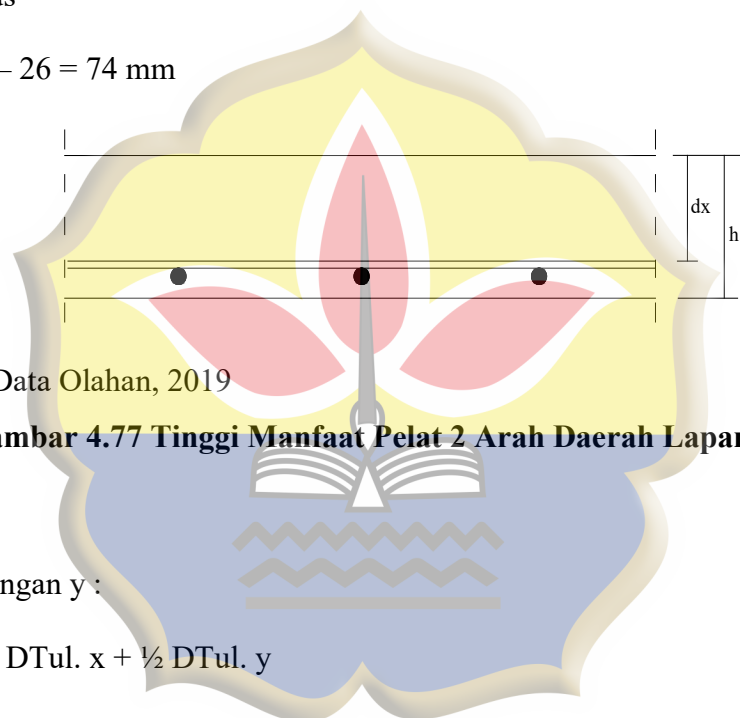 – 26 = 74 mm
dx
h
Data Olahan, 2019
ambar 4.77 Tinggi Manfaat Pelat 2 Arah Daerah Lapan
ngan y :
DTul. x + ½ DTul. y